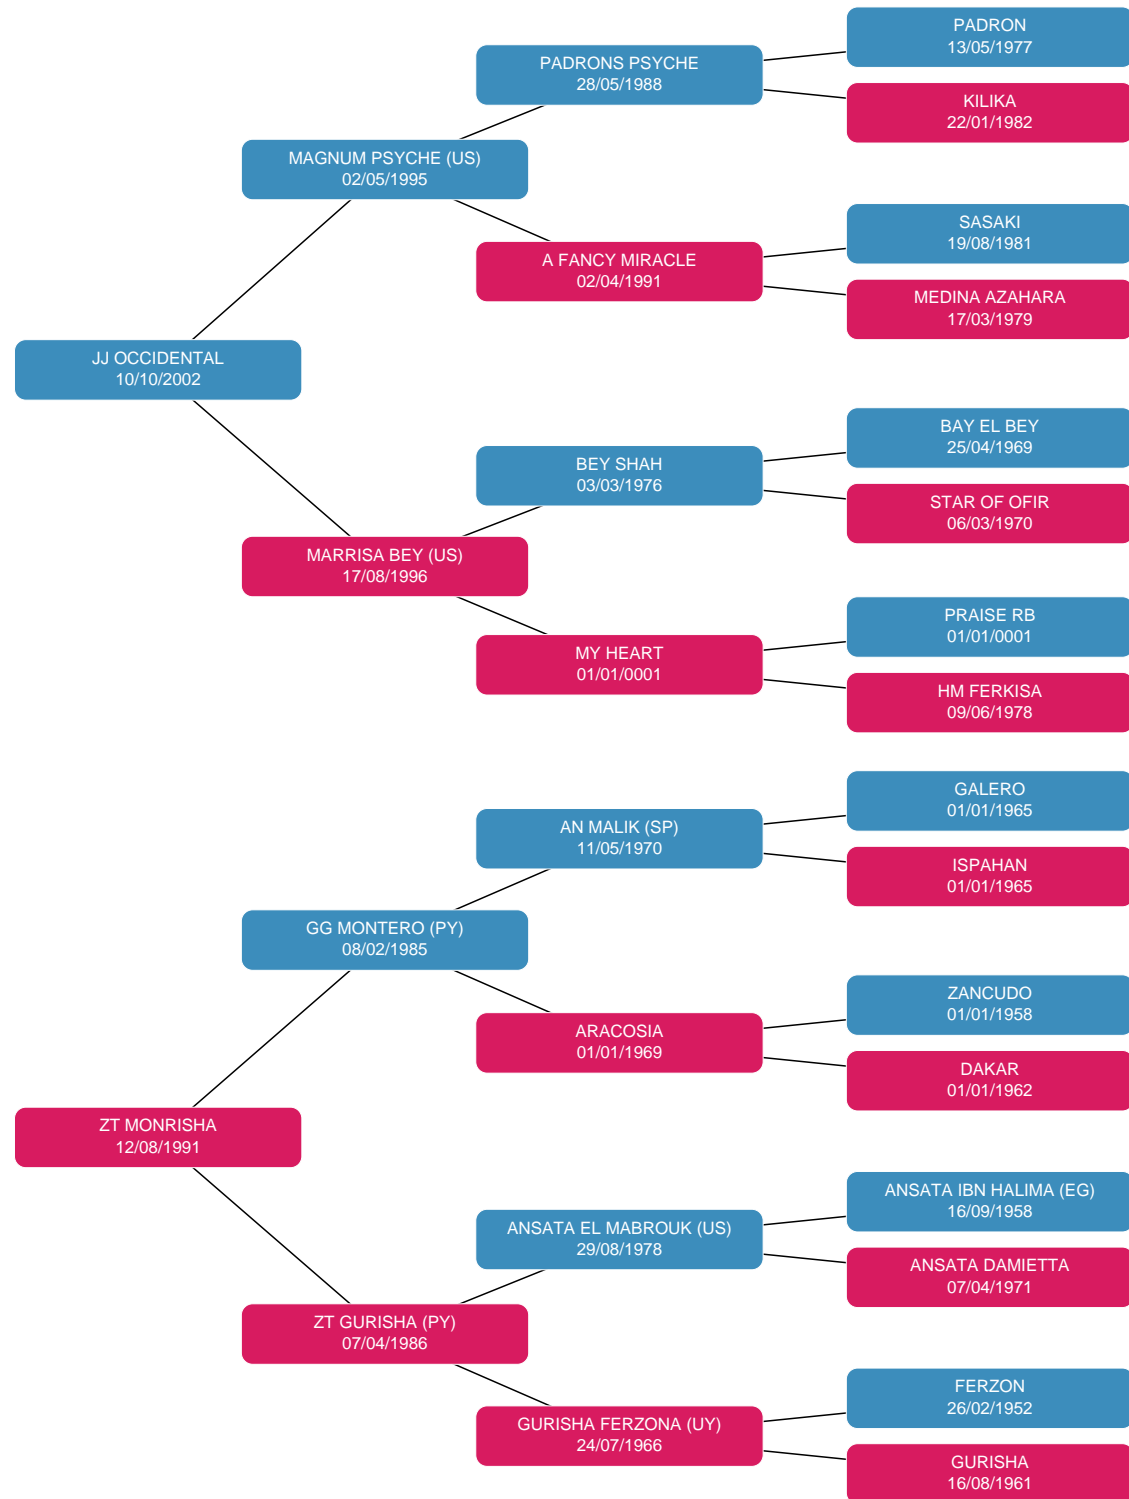 PADRON
13/05/1977
PADRONS PSYCHE
28/05/1988
KILIKA
22/01/1982
MAGNUM PSYCHE (US)
02/05/1995
SASAKI
19/08/1981
A FANCY MIRACLE
02/04/1991
MEDINA AZAHARA
17/03/1979
JJ OCCIDENTAL
10/10/2002
BAY EL BEY
25/04/1969
BEY SHAH
03/03/1976
STAR OF OFIR
06/03/1970
MARRISA BEY (US)
17/08/1996
PRAISE RB
01/01/0001
MY HEART
01/01/0001
HM FERKISA
09/06/1978
GALERO
01/01/1965
AN MALIK (SP)
11/05/1970
ISPAHAN
01/01/1965
GG MONTERO (PY)
08/02/1985
ZANCUDO
01/01/1958
ARACOSIA
01/01/1969
DAKAR
01/01/1962
ZT MONRISHA
12/08/1991
ANSATA IBN HALIMA (EG)
16/09/1958
ANSATA EL MABROUK (US)
29/08/1978
ANSATA DAMIETTA
07/04/1971
ZT GURISHA (PY)
07/04/1986
FERZON
26/02/1952
GURISHA FERZONA (UY)
24/07/1966
GURISHA
16/08/1961